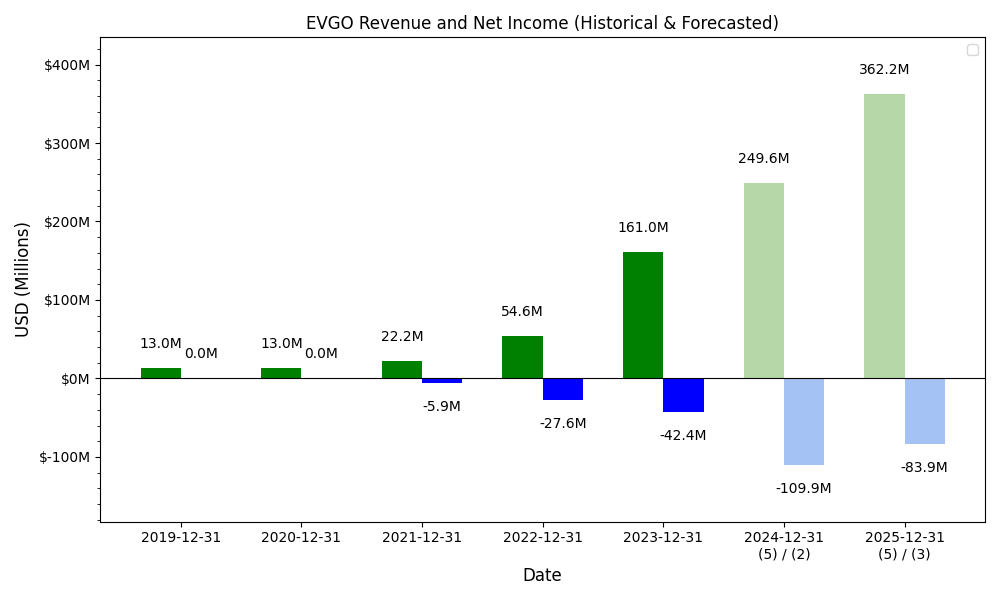 EVGO Revenue and Net Income (Historical & Forecasted)
USD (Millions)
$400M
$300M
$200M
$100M
$0M
$-100M
13.0M
0.0M
13.0M
0.0M
22.2M
-5.9M
54.6M
-27.6M
161.0M
-42.4M
249.6M
-109.9M
362.2M
-83.9M
2019-12-31
2020-12-31
2021-12-31
2022-12-31
2023-12-31
2024-12-31
(5) / (2)
2025-12-31
(5) / (3)
Date